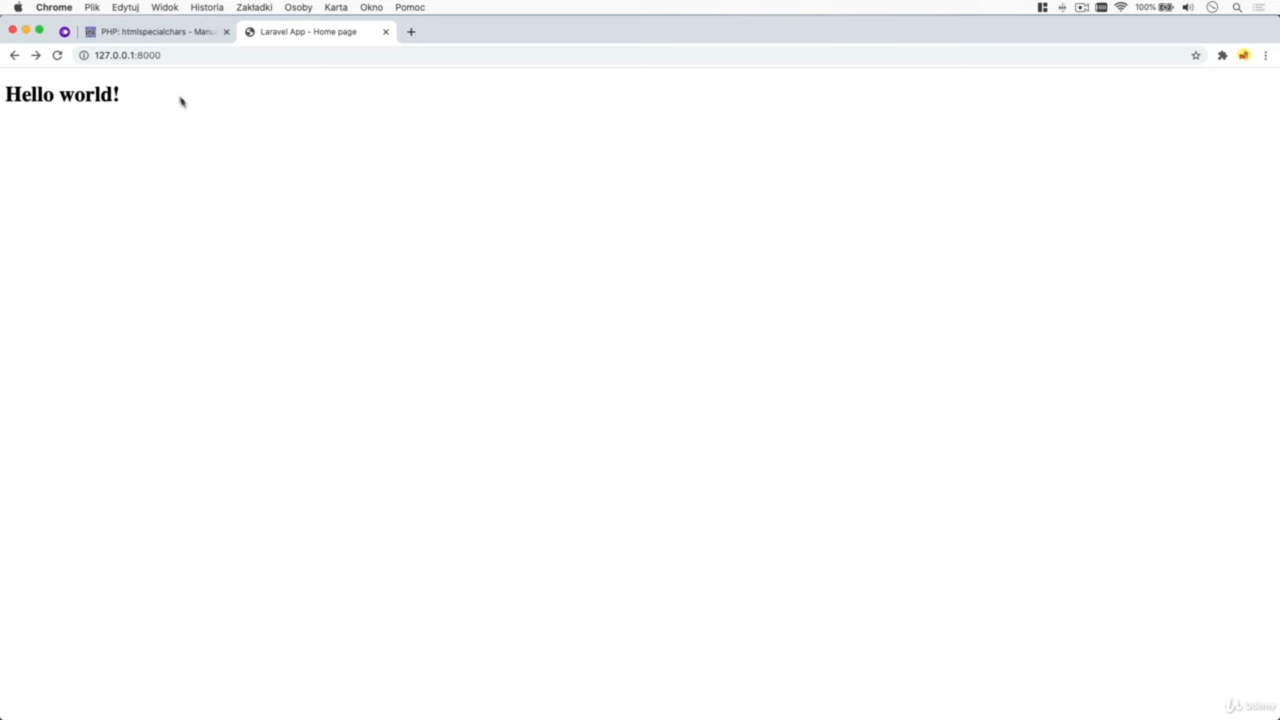 Chrome Plik Edytuj Widok Historia Zakładki Osoby Karta Okno Pomoc 100%
PHP: htmlspecialchars - Manu
Laravel App - Home page
127.0.0.1:8000
Hello world!
Udemy